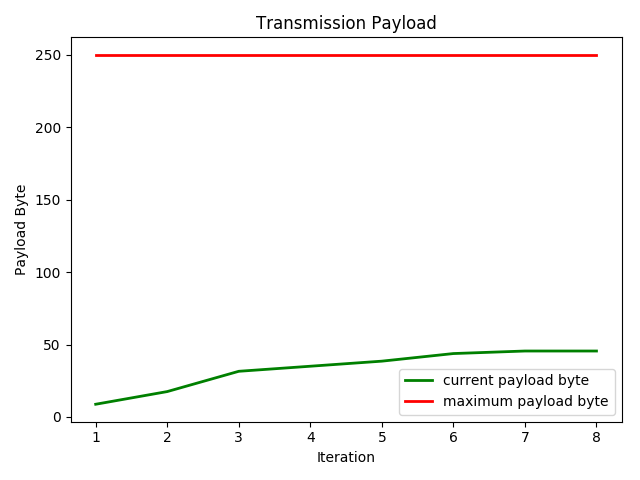 Transmission Payload
250
200
150
100
50
0
Payload Byte
current payload byte
maximum payload byte
1 2 3 4 5 6 7 8
Iteration